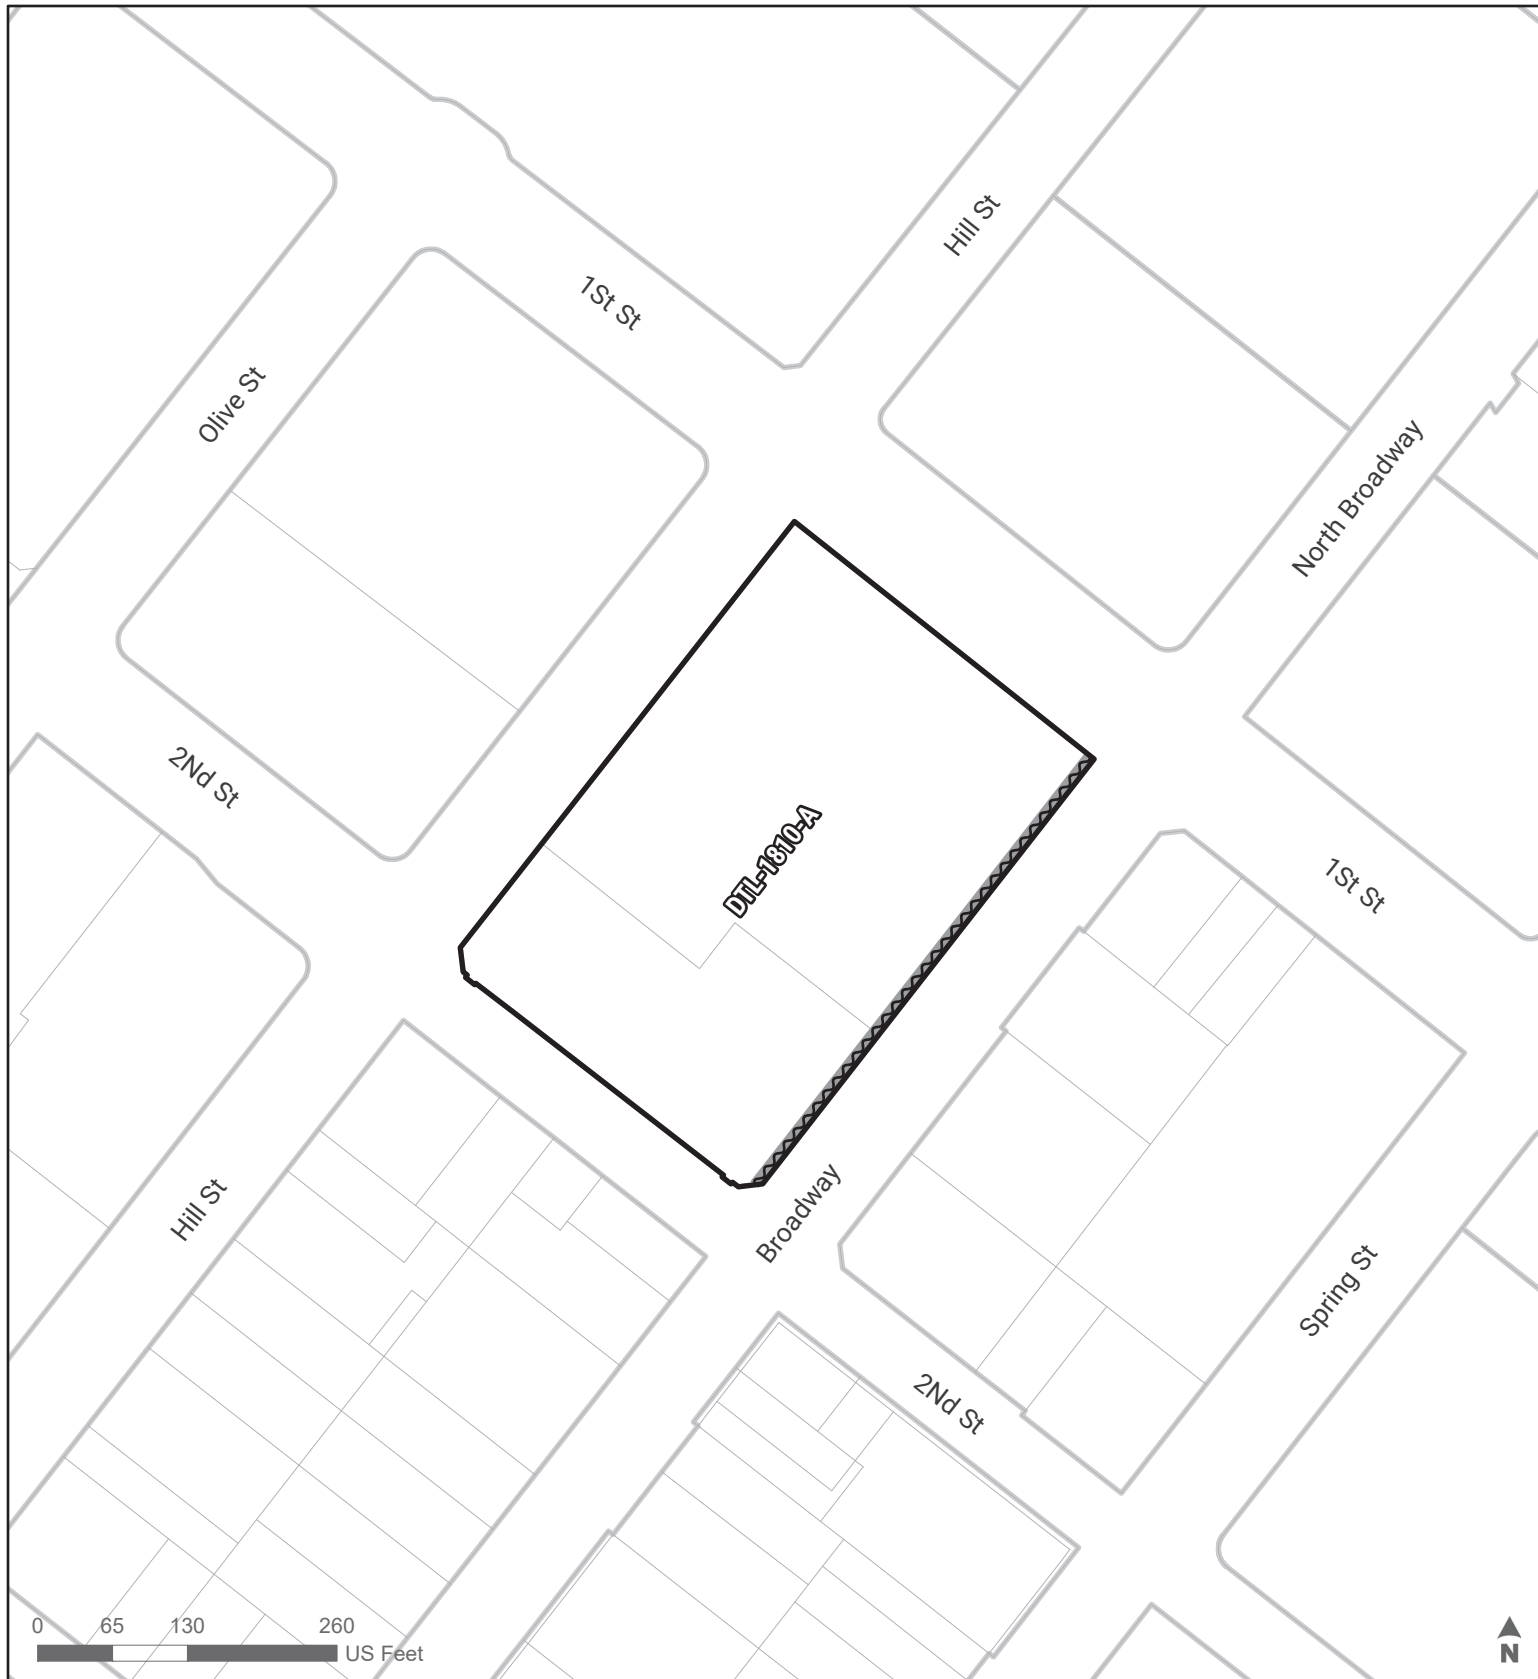 Hill St
1St St
Olive St
North Broadway
2Nd St
DTL-1810-A
1St St
Hill St
Broadway
Spring St
2Nd St
0 65 130 260
US Feet
N